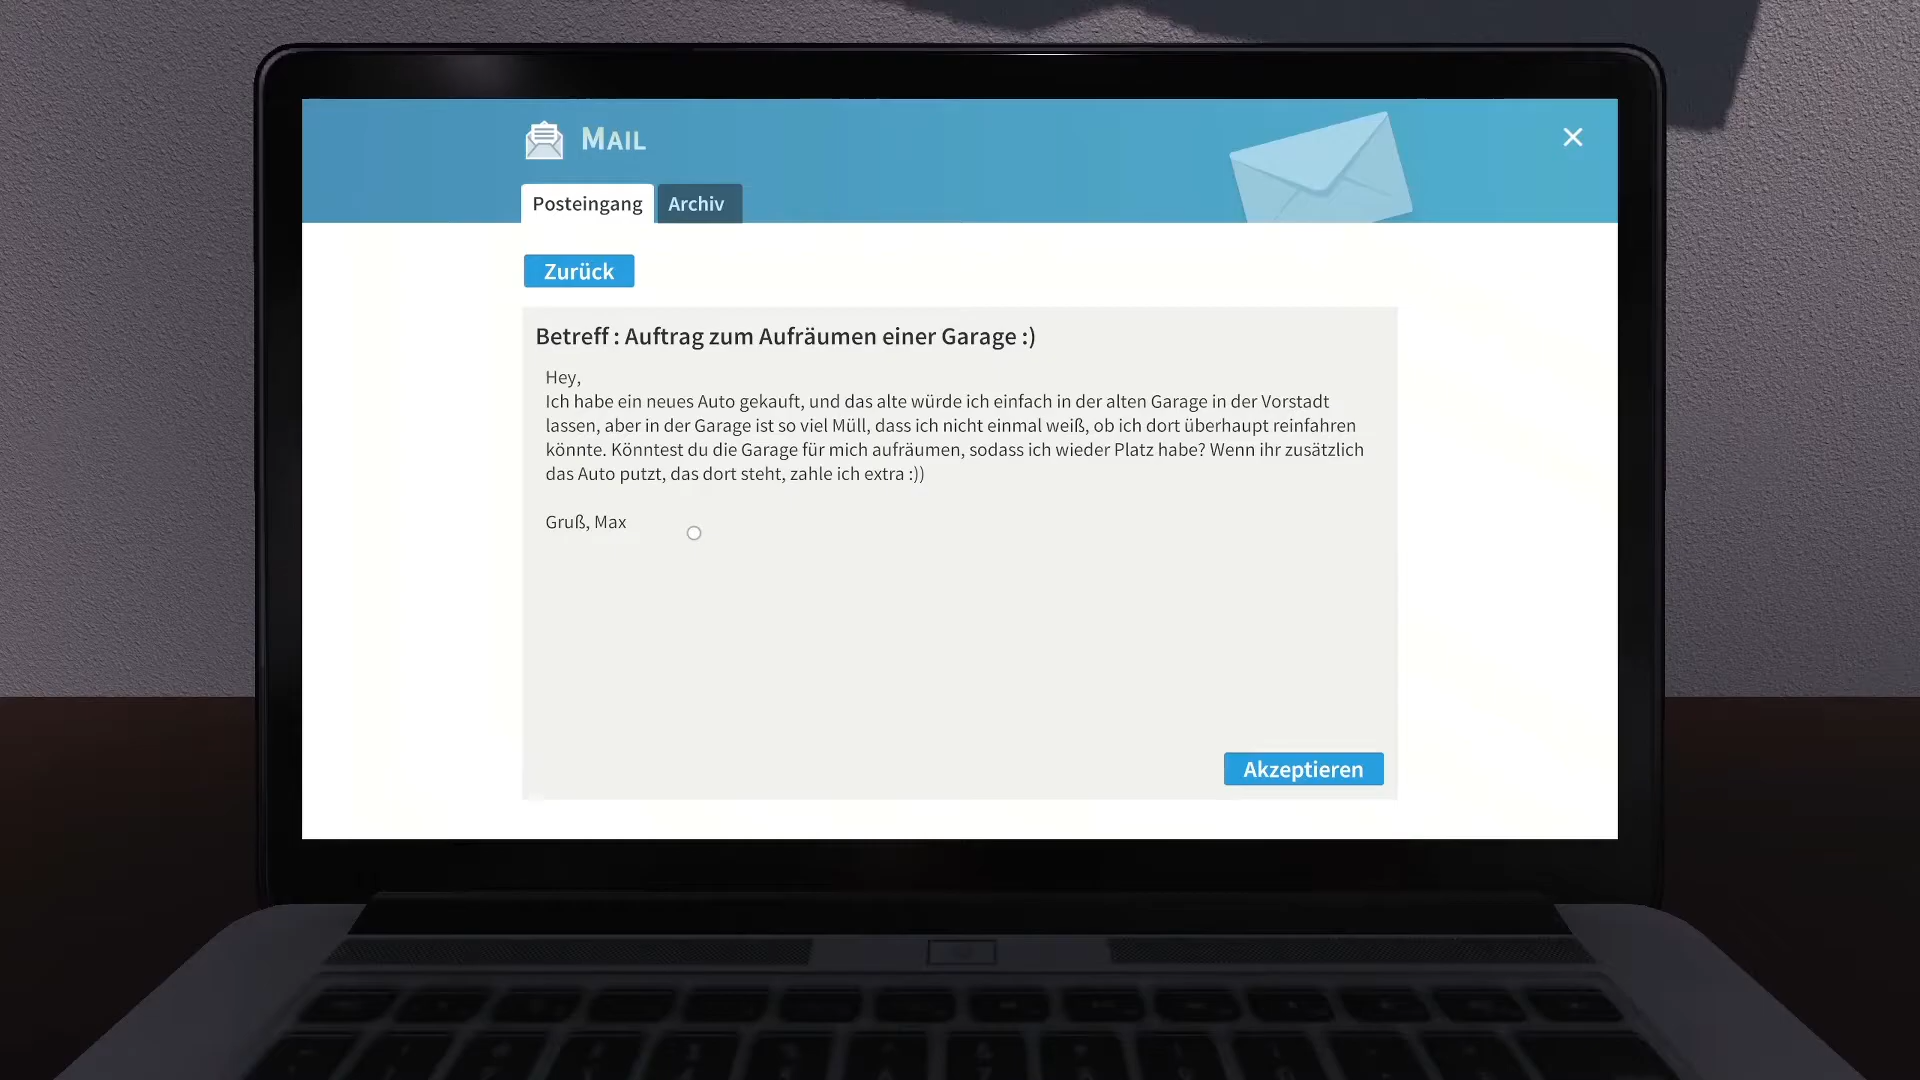 MAIL
Posteingang Archiv
Zurück
Betreff : Auftrag zum Aufräumen einer Garage :)
Hey,
Ich habe ein neues Auto gekauft, und das alte würde ich einfach in der alten Garage in der Vorstadt
lassen, aber in der Garage ist so viel Müll, dass ich nicht einmal weiß, ob ich dort überhaupt reinfahren
könnte. Könntest du die Garage für mich aufräumen, sodass ich wieder Platz habe? Wenn ihr zusätzlich
das Auto putzt, das dort steht, zahle ich extra :))
Gruß, Max
Akzeptieren